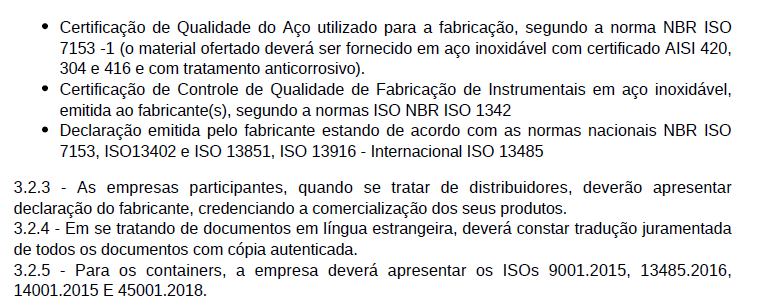 • Certificação de Qualidade do Aço utilizado para a fabricação, segundo a norma NBR ISO
7153 -1 (o material ofertado deverá ser fornecido em aço inoxidável com certificado AISI 420,
304 e 416 e com tratamento anticorrosivo).
• Certificação de Controle de Qualidade de Fabricação de Instrumentais em aço inoxidável,
emitida ao fabricante(s), segundo a normas ISO NBR ISO 1342
• Declaração emitida pelo fabricante estando de acordo com as normas nacionais NBR ISO
7153, ISO13402 e ISO 13851, ISO 13916 - Internacional ISO 13485
3.2.3 - As empresas participantes, quando se tratar de distribuidores, deverão apresentar
declaração do fabricante, credenciando a comercialização dos seus produtos.
3.2.4 - Em se tratando de documentos em língua estrangeira, deverá constar tradução juramentada
de todos os documentos com cópia autenticada.
3.2.5 - Para os containers, a empresa deverá apresentar os ISOs 9001.2015, 13485.2016,
14001.2015 E 45001.2018.